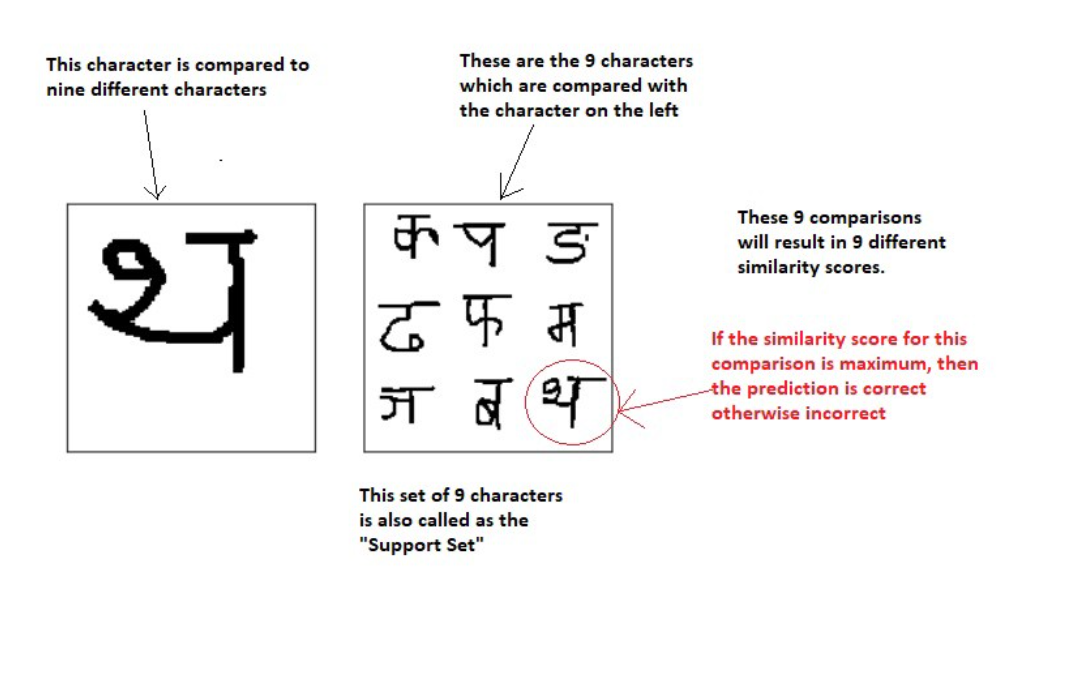 This character is compared to
nine different characters
These are the 9 characters
which are compared with
the character on the left
थ
क प ङ
ढ फ म
ञ ब थ
These 9 comparisons
will result in 9 different
similarity scores.
If the similarity score for this
comparison is maximum, then
the prediction is correct
otherwise incorrect
This set of 9 characters
is also called as the
"Support Set"